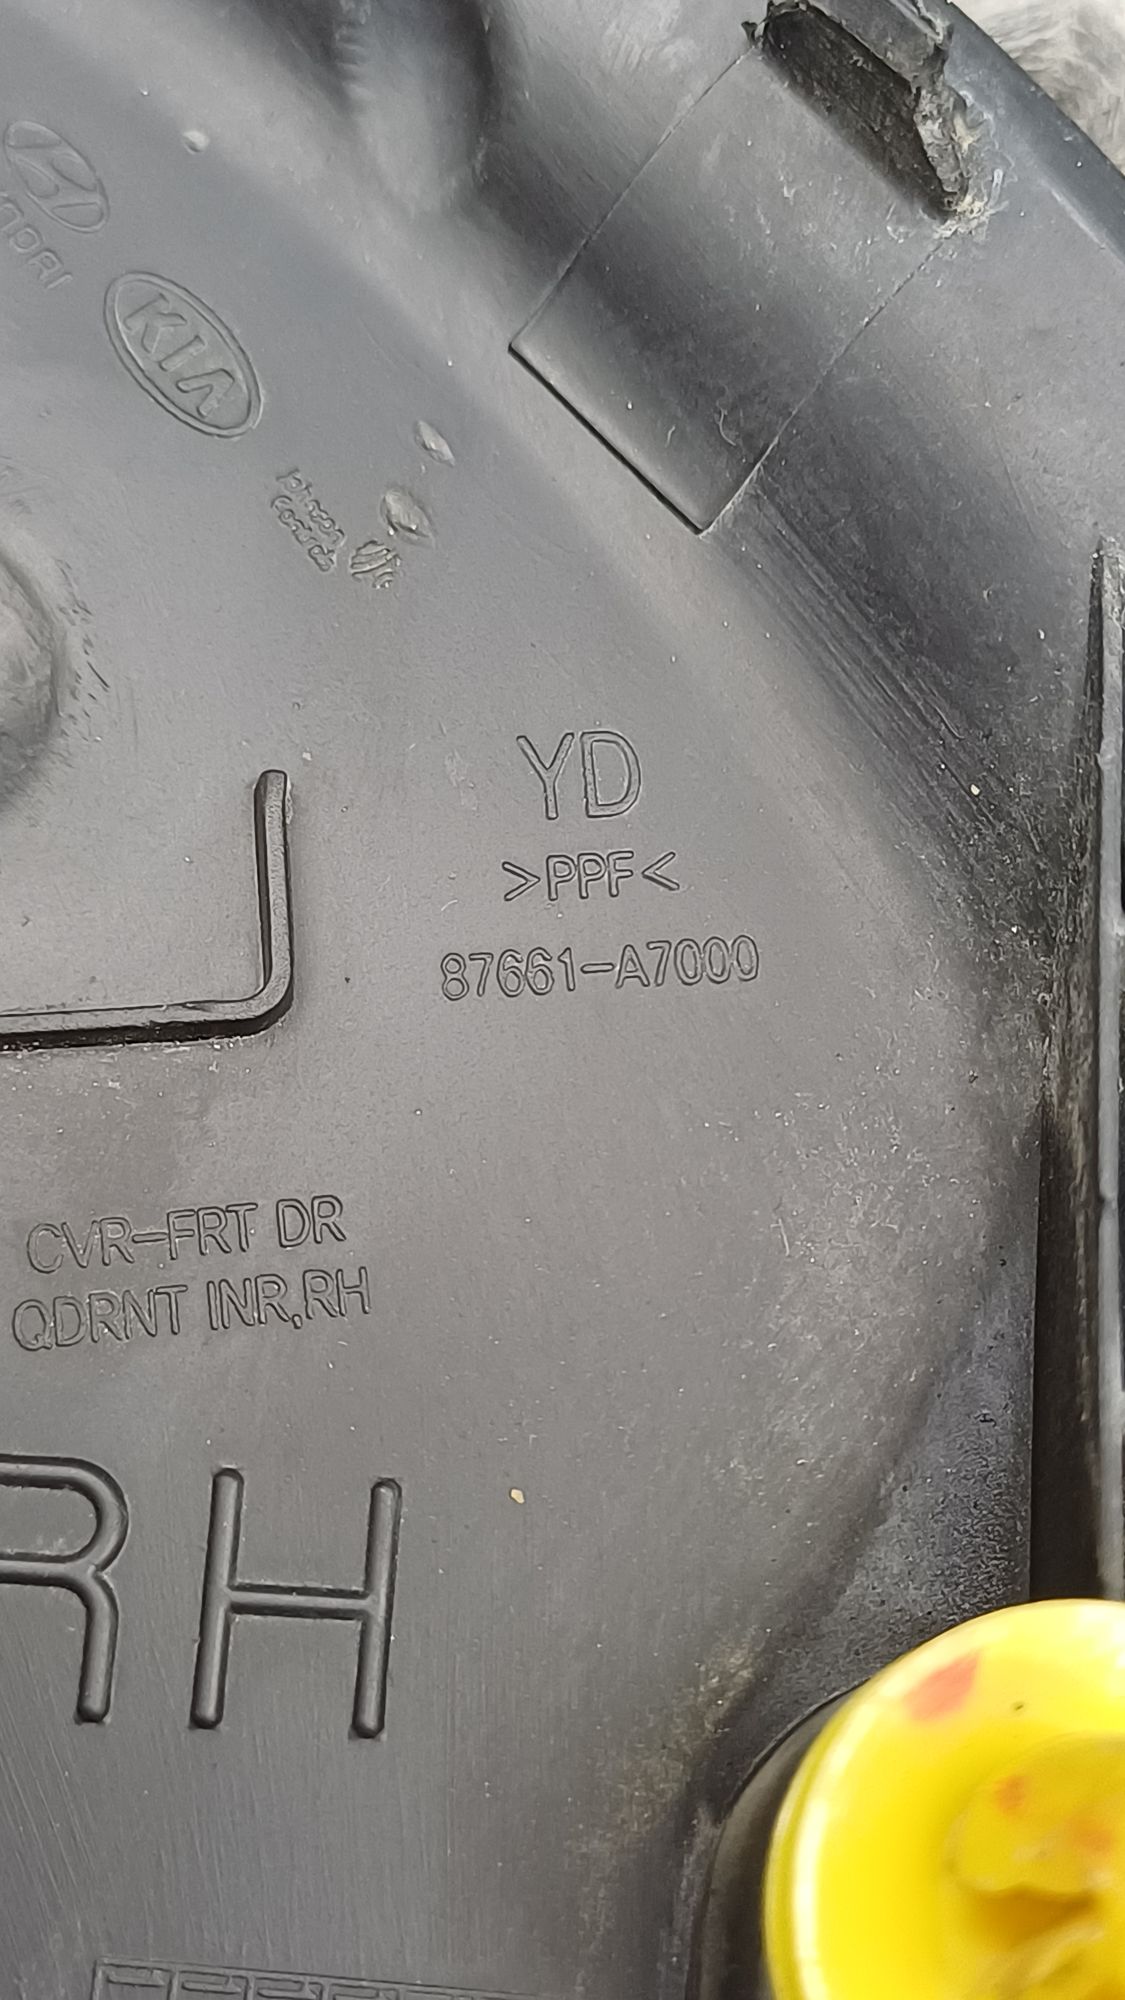 KIA
YD
>PPF<
87661-A7000
CVR-FRT DR
QDRNT INR,RH
RH